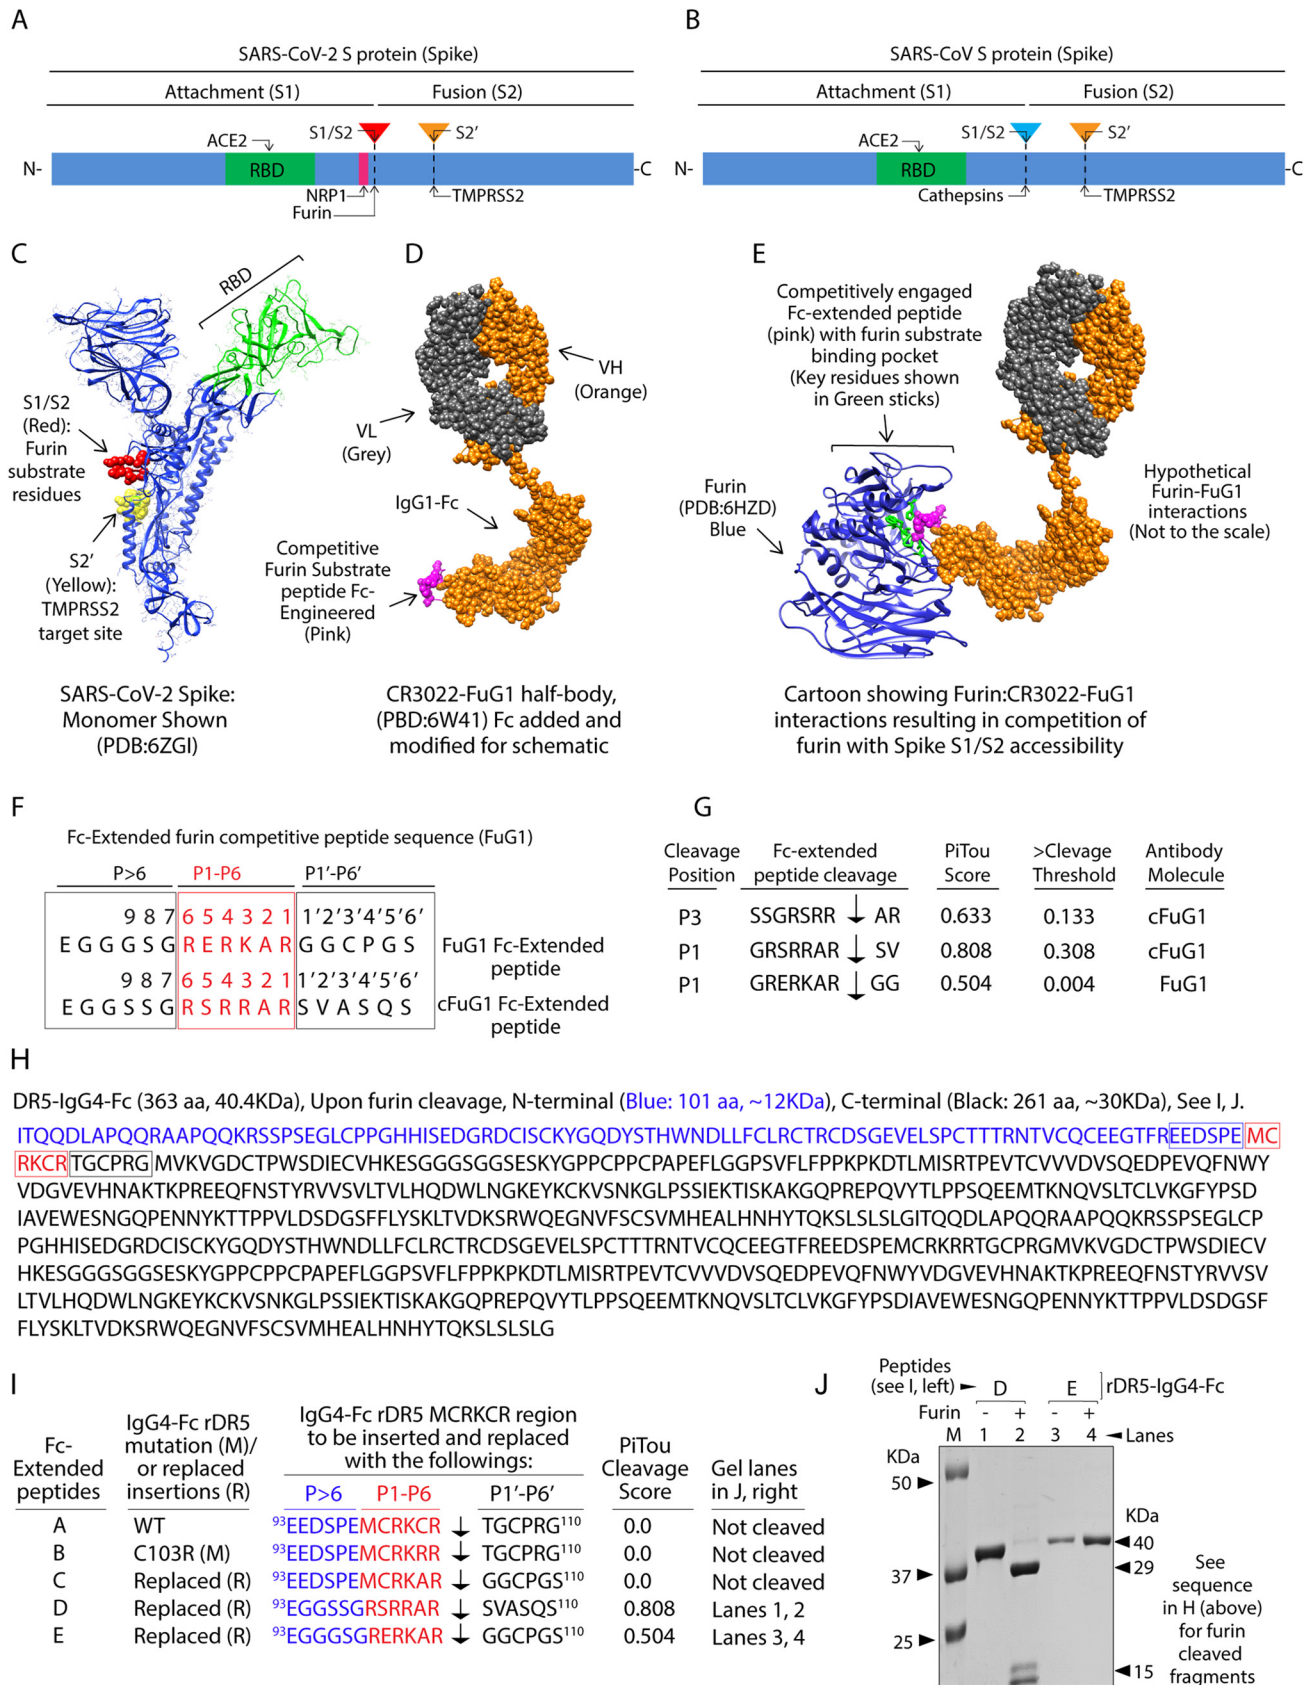 A
SARS-CoV-2 S protein (Spike)
Attachment (S1)
Fusion (S2)
S1/S2
S2′
ACE2
N-
RBD
-C
NRP1
TMPRSS2
Furin
B
SARS-CoV S protein (Spike)
Attachment (S1)
Fusion (S2)
S1/S2
S2′
ACE2
N-
RBD
-C
Cathepsins
TMPRSS2
C
RBD
S1/S2
(Red):
Furin
substrate
residues
S2′
(Yellow):
TMPRSS2
target site
SARS-CoV-2 Spike:
Monomer Shown
(PDB:6ZGI)
D
VH
(Orange)
VL
(Grey)
IgG1-Fc
Competitive
Furin Substrate
peptide Fc-
Engineered
(Pink)
CR3022-FuG1 half-body,
(PBD:6W41) Fc added and
modified for schematic
E
Competitively engaged
Fc-extended peptide
(pink) with furin substrate
binding pocket
(Key residues shown
in Green sticks)
Furin
(PDB:6HZD)
Blue
Hypothetical
Furin-FuG1
interactions
(Not to the scale)
Cartoon showing Furin:CR3022-FuG1
interactions resulting in competition of
furin with Spike S1/S2 accessibility
F
Fc-Extended furin competitive peptide sequence (FuG1)
P>6 P1-P6 P1′-P6′
9 8 7 6 5 4 3 2 1 1′2′3′4′5′6′
E G G G S G R E R K A R G G C P G S FuG1 Fc-Extended
peptide
9 8 7 6 5 4 3 2 1 1′2′3′4′5′6′
E G G S S G R S R R A R S V A S Q S cFuG1 Fc-Extended
peptide
G
Cleavage Fc-extended PiTou >Clevage Antibody
Position peptide cleavage Score Threshold Molecule
P3 SSGRSRR ↓ AR 0.633 0.133 cFuG1
P1 GRSRRAR ↓ SV 0.808 0.308 cFuG1
P1 GRERKAR ↓ GG 0.504 0.004 FuG1
H
DR5-IgG4-Fc (363 aa, 40.4KDa), Upon furin cleavage, N-terminal (Blue: 101 aa, ~12KDa), C-terminal (Black: 261 aa, ~30KDa), See I, J.
ITQQDLAPQQRAAPQQKRSSPSEGLCPPGHHISEDGRDCISCKYGQDYSTHWNDLLFCLRCTRCDSGEVELSPCTTTRNTVCQCEEGTFREEDSPE MC
RKCR TGCPRG MVKVGDCTPWSDIECVHKESGGGSGGSESKYGPPCPPCPAPEFLGGPSVFLFPPKPKDTLMISRTPEVTCVVVDVSQEDPEVQFNWY
VDGVEVHNAKTKPREEQFNSTYRVVSVLTVLHQDWLNGKEYKCKVSNKGLPSSIEKTISKAKGQPREPQVYTLPPSQEEMTKNQVSLTCLVKGFYPSD
IAVEWESNGQPENNYKTTPPVLDSDGSFFLYSKLTVDKSRWQEGNVFSCSVMHEALHNHYTQKSLSLSLGITQQDLAPQQRAAPQQKRSSPSEGLCP
PGHHISEDGRDCISCKYGQDYSTHWNDLLFCLRCTRCDSGEVELSPCTTTRNTVCQCEEGTFREEDSPEMCRKRRTGCPRGMVKVGDCTPWSDIECV
HKESGGGSGGSESKYGPPCPPCPAPEFLGGPSVFLFPPKPKDTLMISRTPEVTCVVVDVSQEDPEVQFNWYVDGVEVHNAKTKPREEQFNSTYRVVSV
LTVLHQDWLNGKEYKCKVSNKGLPSSIEKTISKAKGQPREPQVYTLPPSQEEMTKNQVSLTCLVKGFYPSDIAVEWESNGQPENNYKTTPPVLDSDGSF
FLYSKLTVDKSRWQEGNVFSCSVMHEALHNHYTQKSLSLSLG
I
Fc-
Extended
peptides
IgG4-Fc rDR5
mutation (M)/
or replaced
insertions (R)
IgG4-Fc rDR5 MCRKCR region
to be inserted and replaced
with the followings:
P>6 P1-P6 P1′-P6′
PiTou
Cleavage
Score
Gel lanes
in J, right
A WT 93EEDSPEMCRKCR ↓ TGCPRG110 0.0 Not cleaved
B C103R (M) 93EEDSPEMCRKRR ↓ TGCPRG110 0.0 Not cleaved
C Replaced (R) 93EEDSPEMCRKAR ↓ GGCPGS110 0.0 Not cleaved
D Replaced (R) 93EGGSSGRSRRAR ↓ SVASQS110 0.808 Lanes 1, 2
E Replaced (R) 93EGGGSGRERKAR ↓ GGCPGS110 0.504 Lanes 3, 4
J
Peptides
(see I, left) D E rDR5-IgG4-Fc
Furin - + - +
M 1 2 3 4 Lanes
KDa
50
37
25
KDa
40
29
15
See
sequence
in H (above)
for furin
cleaved
fragments